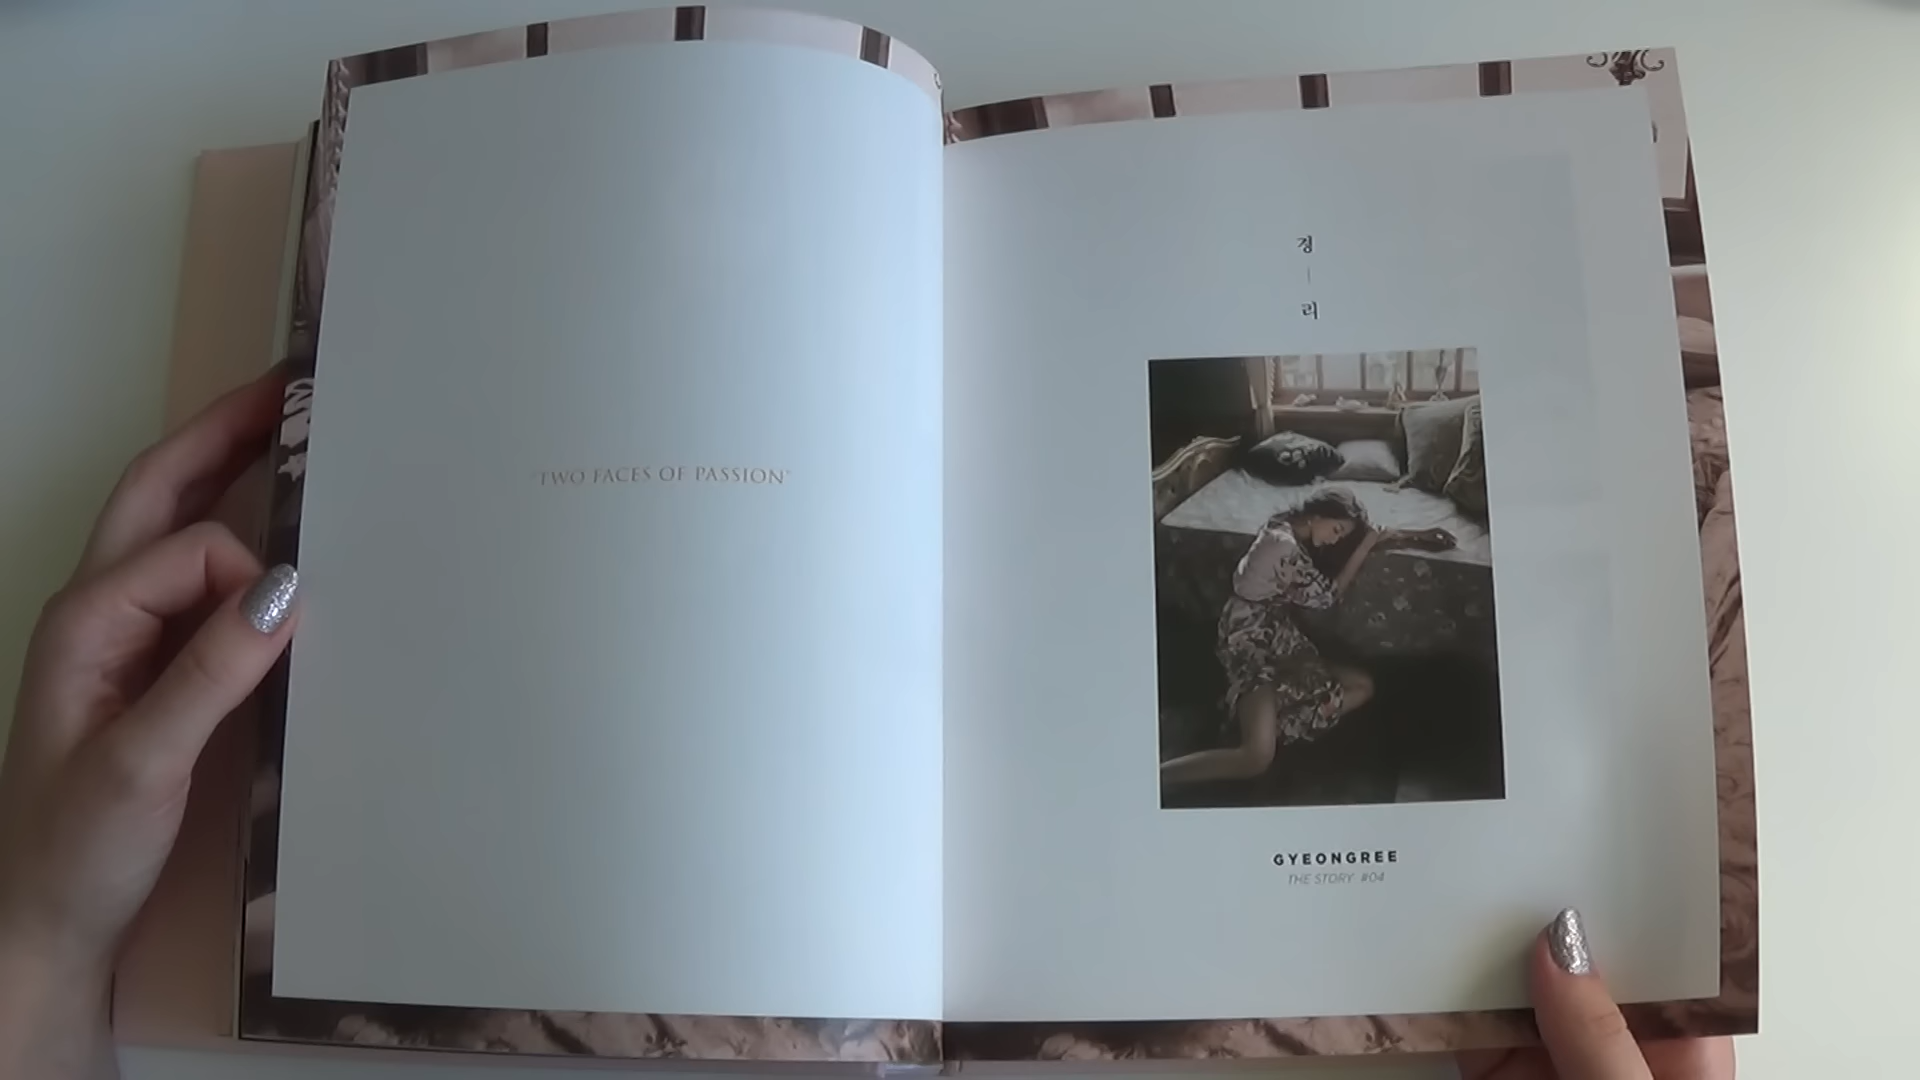 "TWO FACES OF PASSION"
경
리
GYEONGREE
THE STORY #04